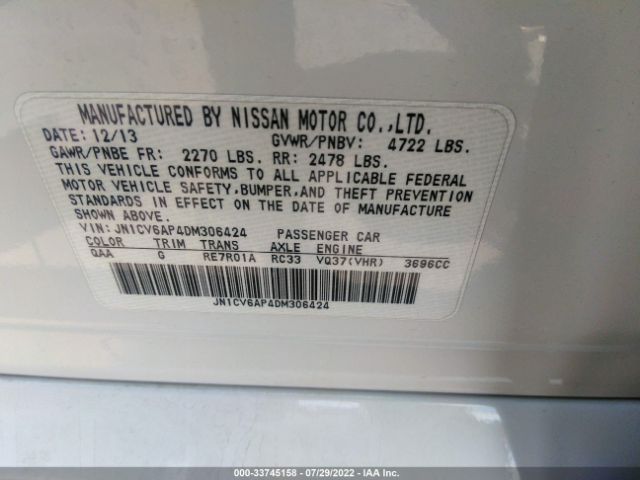 MANUFACTURED BY NISSAN MOTOR CO.,LTD.
DATE: 12/13 GVWR/PNBV: 4722 LBS.
GAWR/PNBE FR: 2270 LBS. RR: 2478 LBS.
THIS VEHICLE CONFORMS TO ALL APPLICABLE FEDERAL
MOTOR VEHICLE SAFETY,BUMPER,AND THEFT PREVENTION
STANDARDS IN EFFECT ON THE DATE OF MANUFACTURE
SHOWN ABOVE.
VIN: JN1CV6AP4DM306424 PASSENGER CAR
COLOR TRIM TRANS AXLE ENGINE
QAA G RE7R01A RC33 VQ37(VHR) 3696CC
JN1CV6AP4DM306424
000-33745158 - 07/29/2022 - IAA Inc.